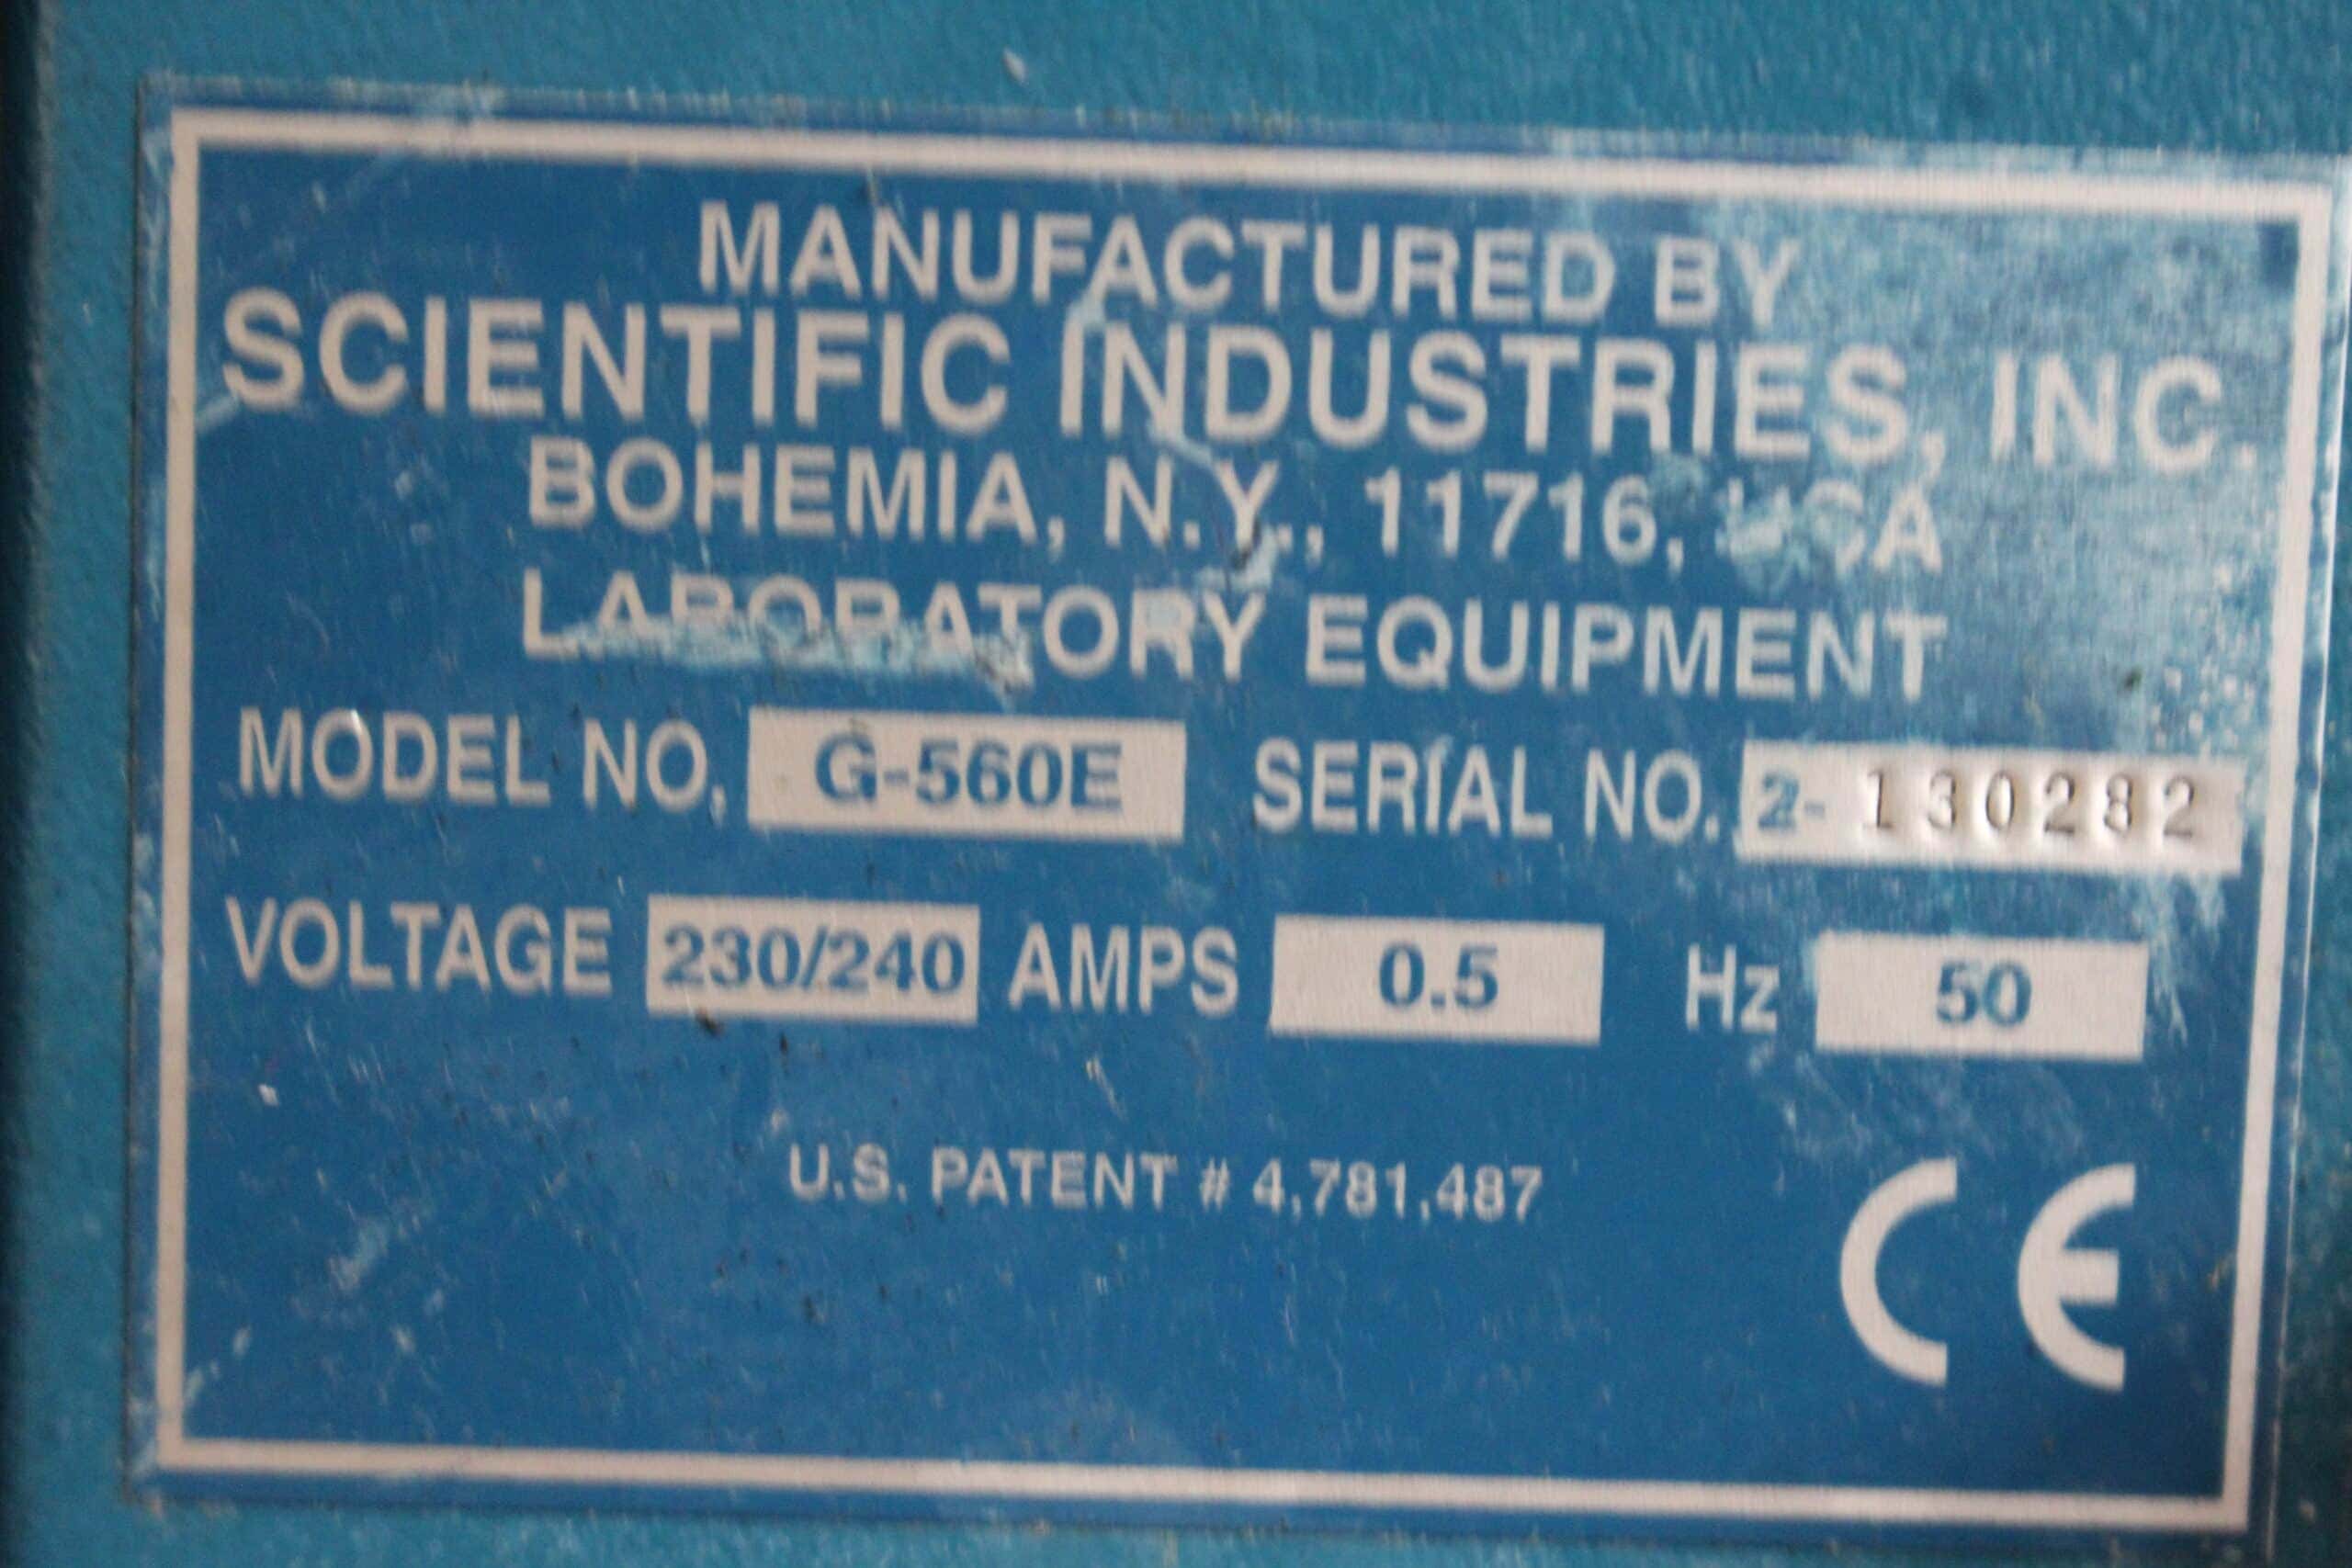 MANUFACTURED BY
SCIENTIFIC INDUSTRIES, INC.
BOHEMIA, N.Y., 11716, USA
LABORATORY EQUIPMENT
MODEL NO. G-560E SERIAL NO. 2-130282
VOLTAGE 230/240 AMPS 0.5 Hz 50
U.S. PATENT # 4,781,487
CE